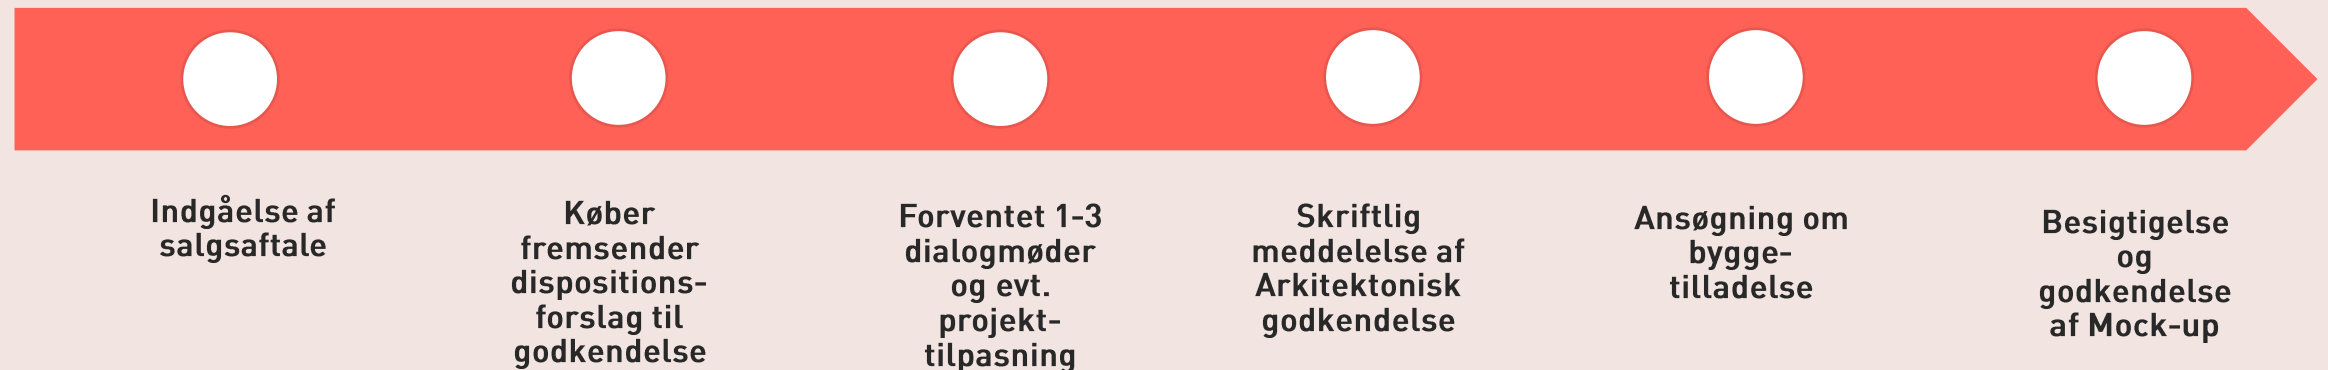 Indgåelse af
salgsaftale
Køber
fremsender
dispositions-
forslag til
godkendelse
Forventet 1-3
dialogmøder
og evt.
projekt-
tilpasning
Skriftlig
meddelelse af
Arkitektonisk
godkendelse
Ansøgning om
bygge-
tilladelse
Besigtigelse
og
godkendelse
af Mock-up